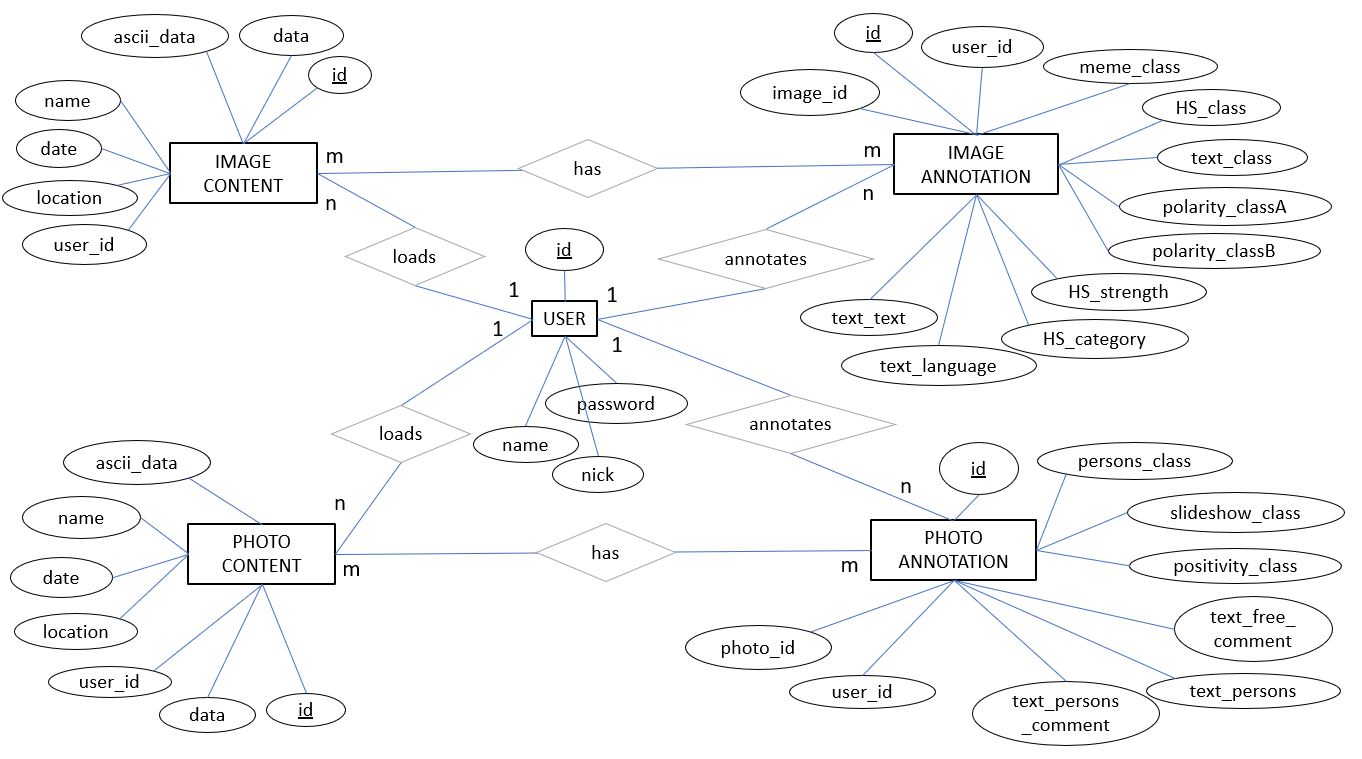 ascii_data
data
id
name
date
location
user_id
IMAGE
CONTENT
m
n
has
loads
id
user_id
meme_class
image_id
HS_class
text_class
polarity_classA
polarity_classB
IMAGE
ANNOTATION
m
n
annotates
HS_strength
HS_category
text_text
text_language
id
1
1
USER
1
1
password
name
nick
loads
annotates
n
n
ascii_data
name
date
location
PHOTO
CONTENT
m
has
m
user_id
data
id
id
persons_class
slideshow_class
positivity_class
PHOTO
ANNOTATION
text_free_
comment
photo_id
user_id
text_persons
_comment
text_persons